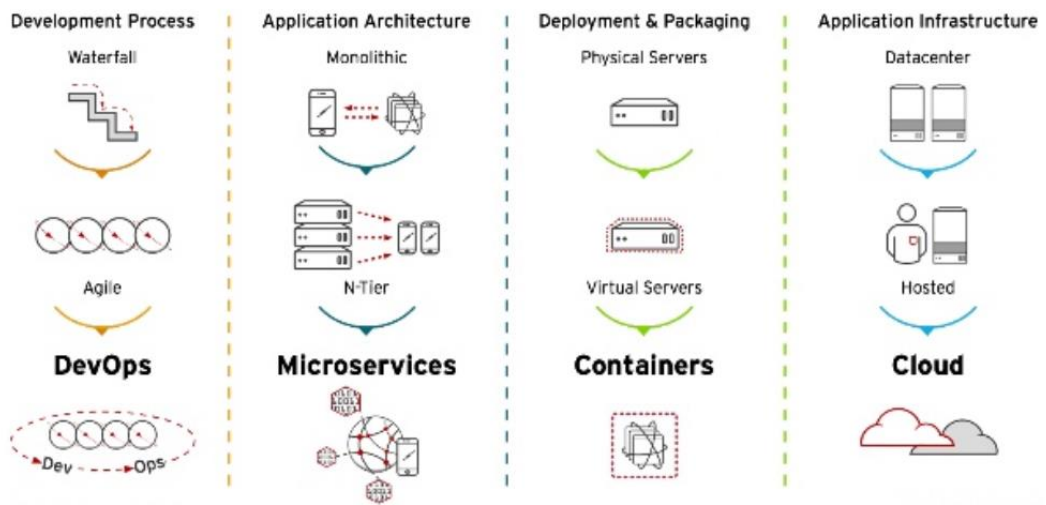 Development Process
Waterfall
Agile
DevOps
Dev
Ops
Application Architecture
Monolithic
N-Tier
Microservices
Deployment & Packaging
Physical Servers
Virtual Servers
Containers
Application Infrastructure
Datacenter
Hosted
Cloud